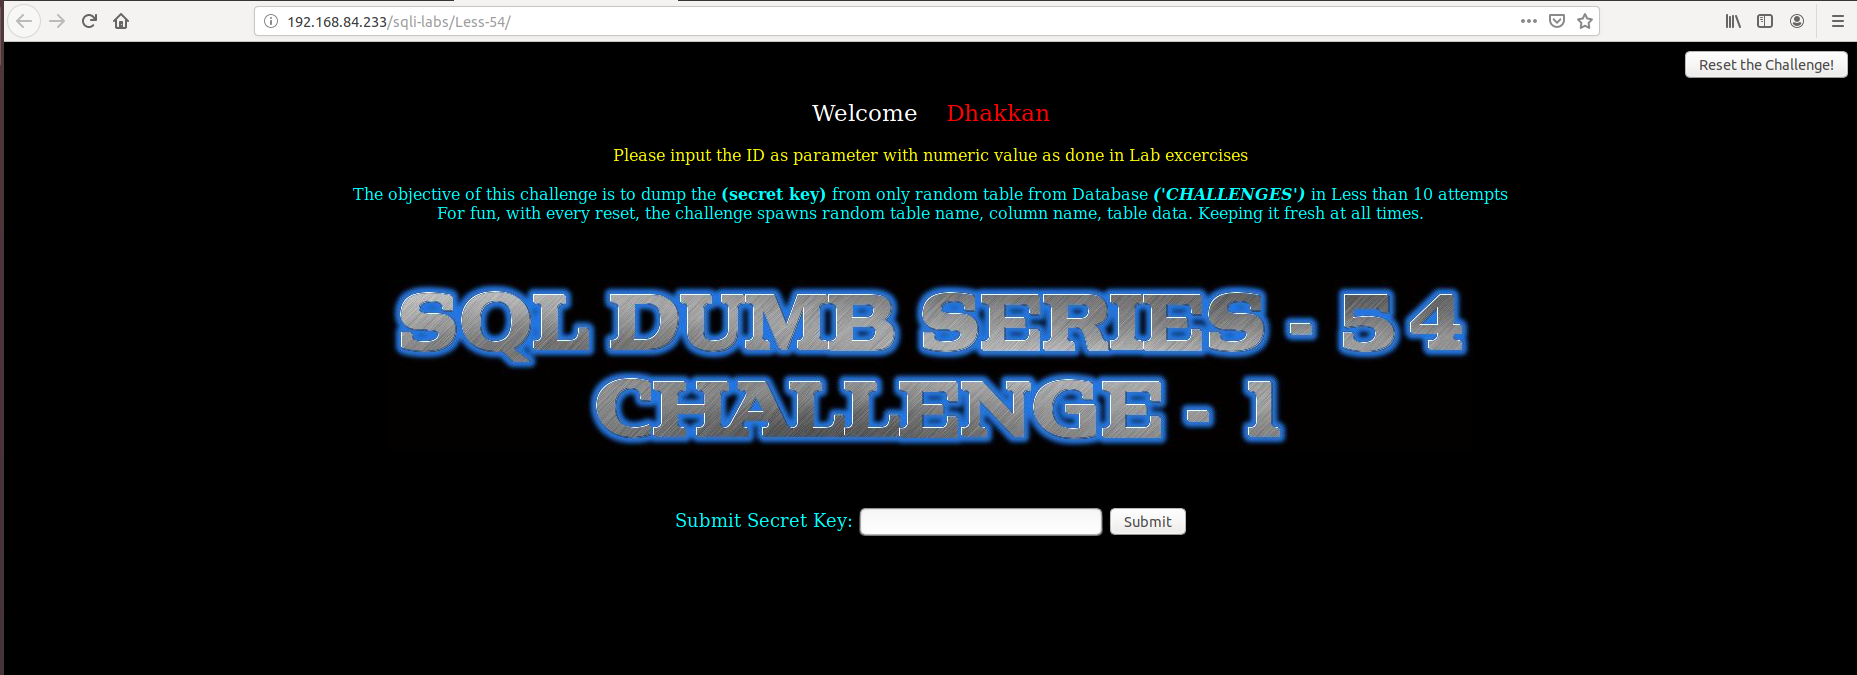 192.168.84.233/sqli-labs/Less-54/
Reset the Challenge!
Welcome Dhakkan
Please input the ID as parameter with numeric value as done in Lab excercises
The objective of this challenge is to dump the (secret key) from only random table from Database ('CHALLENGES') in Less than 10 attempts
For fun, with every reset, the challenge spawns random table name, column name, table data. Keeping it fresh at all times.
SQL DUMB SERIES - 54
CHALLENGE - 1
Submit Secret Key: Submit